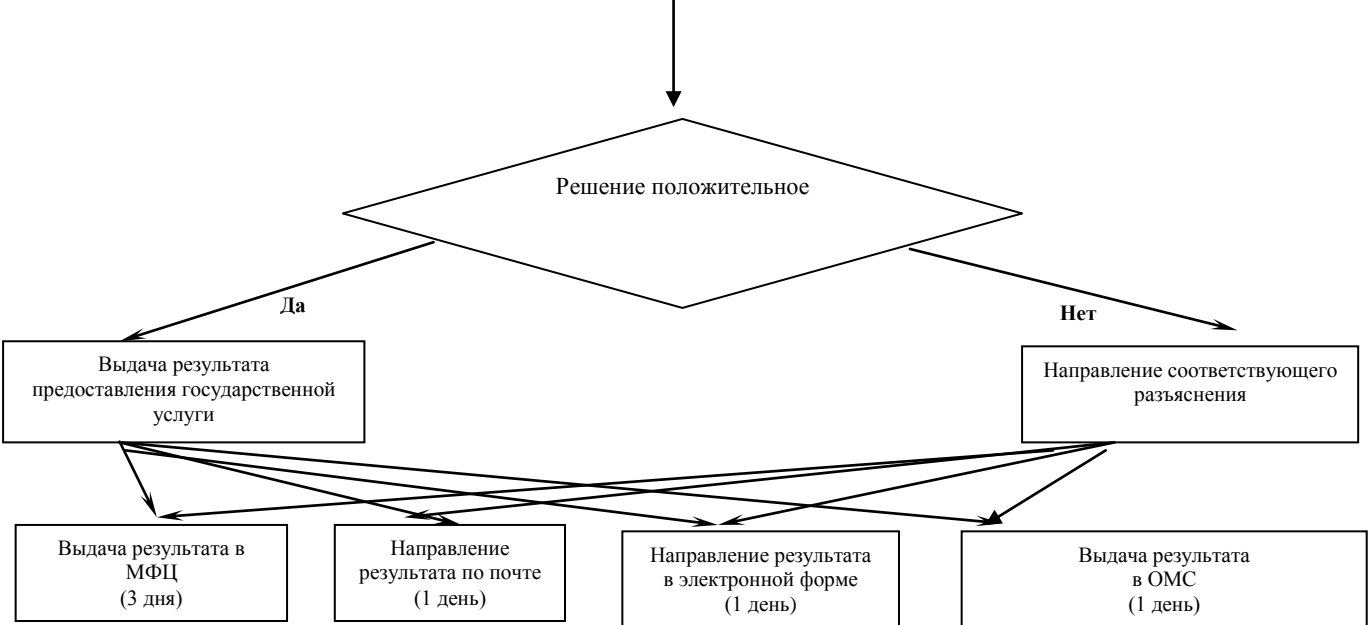 Решение положительное
Да
Нет
Выдача результата
предоставления государственной
услуги
Направление соответствующего
разъяснения
Выдача результата в
МФЦ
(3 дня)
Направление
результата по почте
(1 день)
Направление результата
в электронной форме
(1 день)
Выдача результата
в ОМС
(1 день)